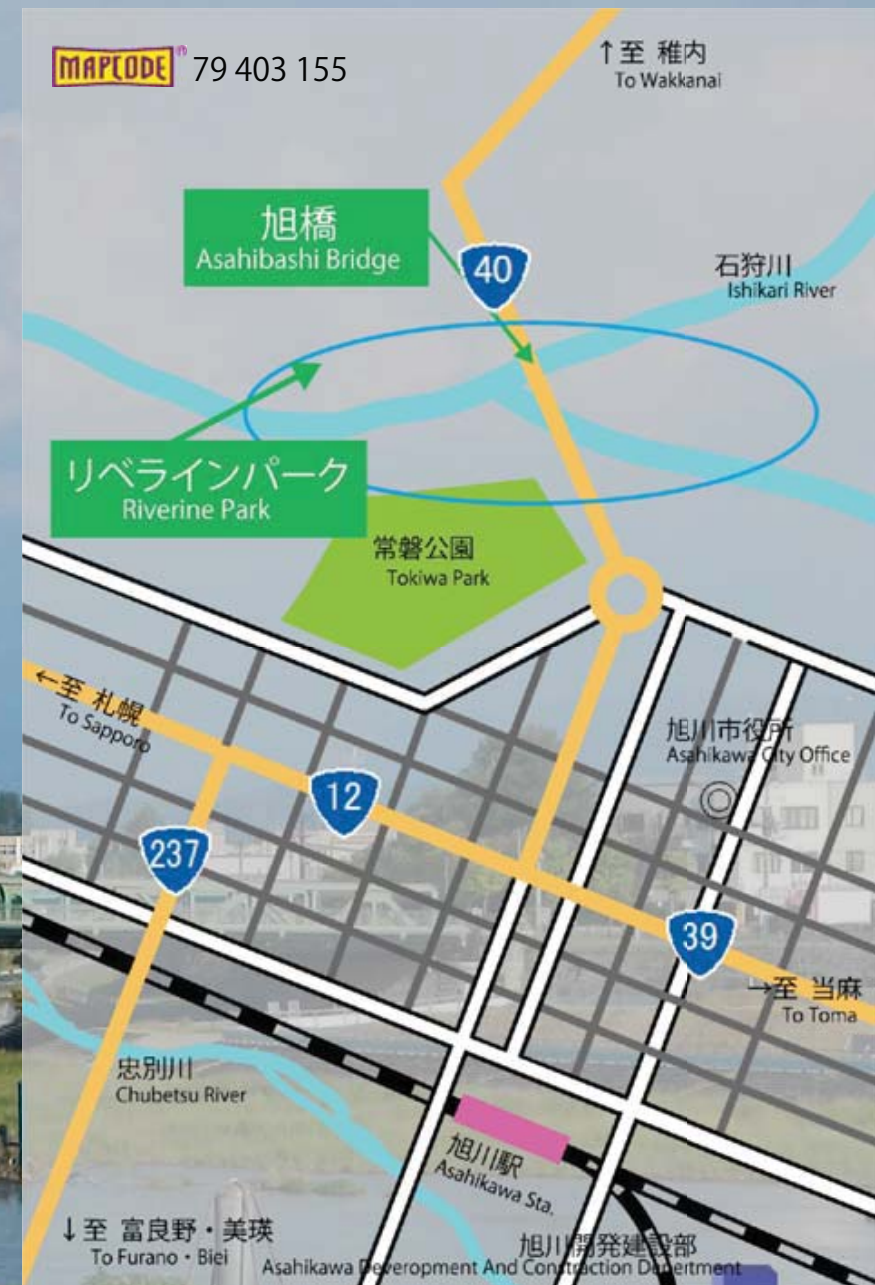 MAPCODE® 79 403 155
↑至 稚内
To Wakkanai
旭橋
Asahibashi Bridge
40
石狩川
Ishikari River
リベラインパーク
Riverine Park
常磐公園
Tokiwa Park
←至 札幌
To Sapporo
旭川市役所
Asahikawa City Office
12
237
39
→至 当麻
To Toma
忠別川
Chubetsu River
旭川駅
Asahikawa Sta.
↓至 富良野・美瑛
To Furano・Biei
旭川開発建設部
Asahikawa Deveropment And Constraction Depertment